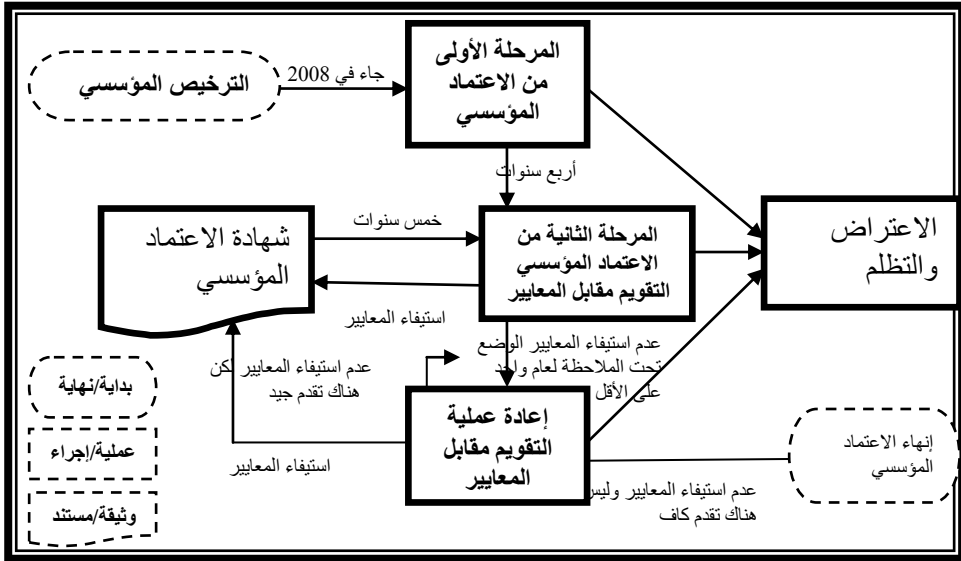 الترخيص المؤسسي
جاء في 2008
المرحلة الأولى
من الاعتماد
المؤسسي
أربع سنوات
شهادة الاعتماد
المؤسسي
خمس سنوات
المرحلة الثانية من
الاعتماد المؤسسي
التقويم مقابل المعايير
الاعتراض
والتظلم
استيفاء المعايير
عدم استيفاء المعايير الوضع
تحت الملاحظة لعام واحد
على الأقل
عدم استيفاء المعايير لكن
هناك تقدم جيد
إعادة عملية
التقويم مقابل
المعايير
استيفاء المعايير
إنهاء الاعتماد
المؤسسي
عدم استيفاء المعايير وليس
هناك تقدم كاف
بداية/نهاية
عملية/إجراء
وثيقة/مستند